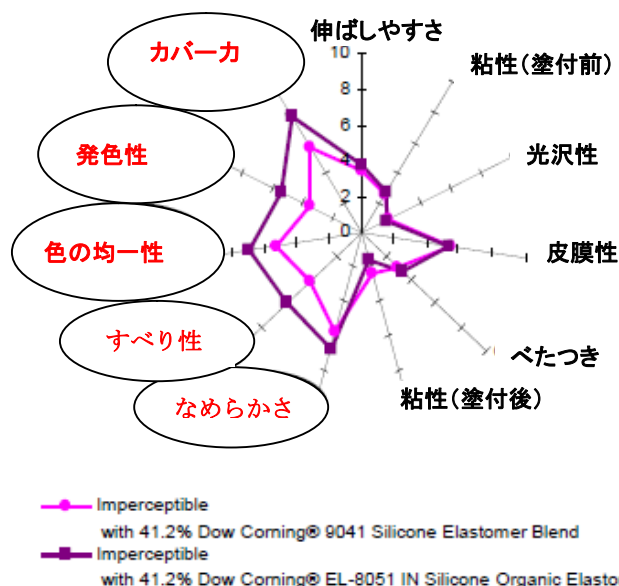 伸ばしやすさ
カバー力
粘性（塗付前）
発色性
光沢性
色の均一性
皮膜性
すべり性
べたつき
なめらかさ
粘性（塗付後）
10
8
6
4
2
0
Imperceptible
with 41.2% Dow Corning® 9041 Silicone Elastomer Blend
Imperceptible
with 41.2% Dow Corning® EL-8051 IN Silicone Organic Elasto